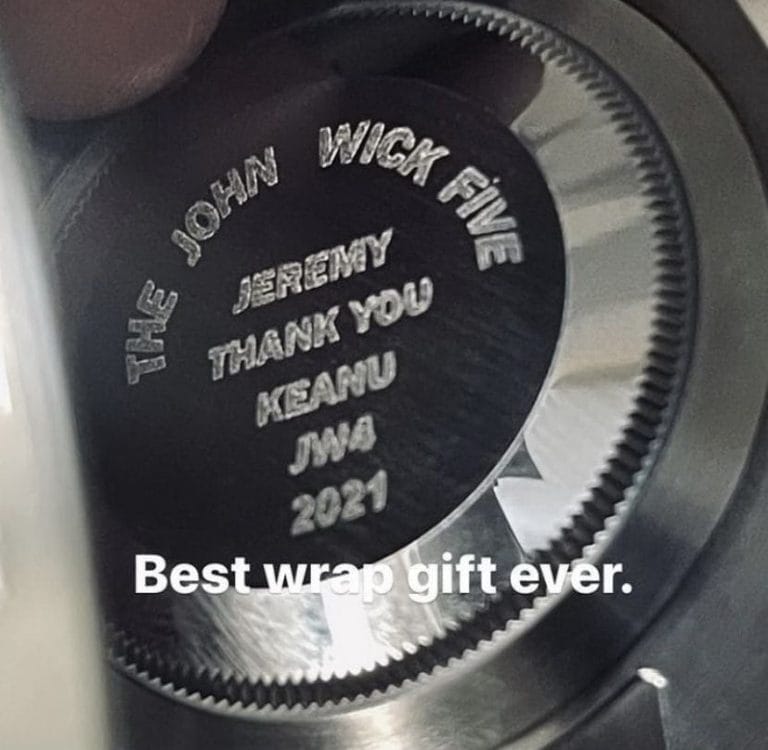 THE JOHN WICK FIVE
JEREMY
THANK YOU
KEANU
JW4
2021
Best wrap gift ever.